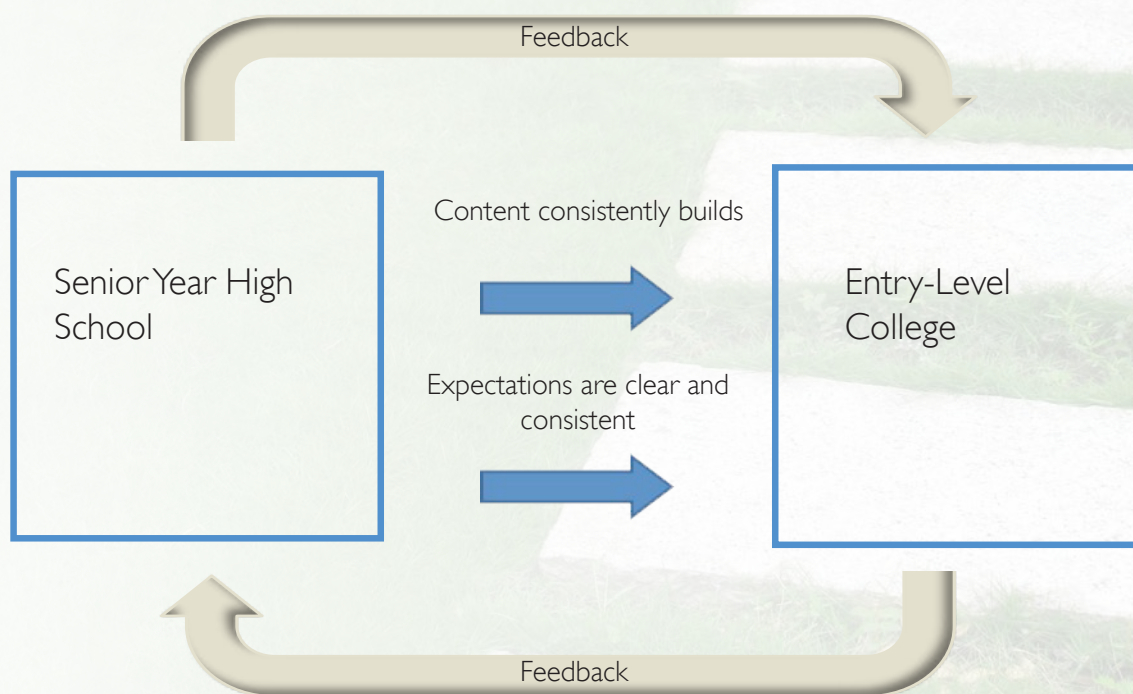 Feedback
Content consistently builds
Senior Year High
School
Entry-Level
College
Expectations are clear and
consistent
Feedback